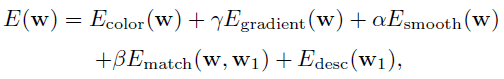 E(w) = E_color(w) + γE_gradient(w) + αE_smooth(w)
+βE_match(w, w_1) + E_desc(w_1),